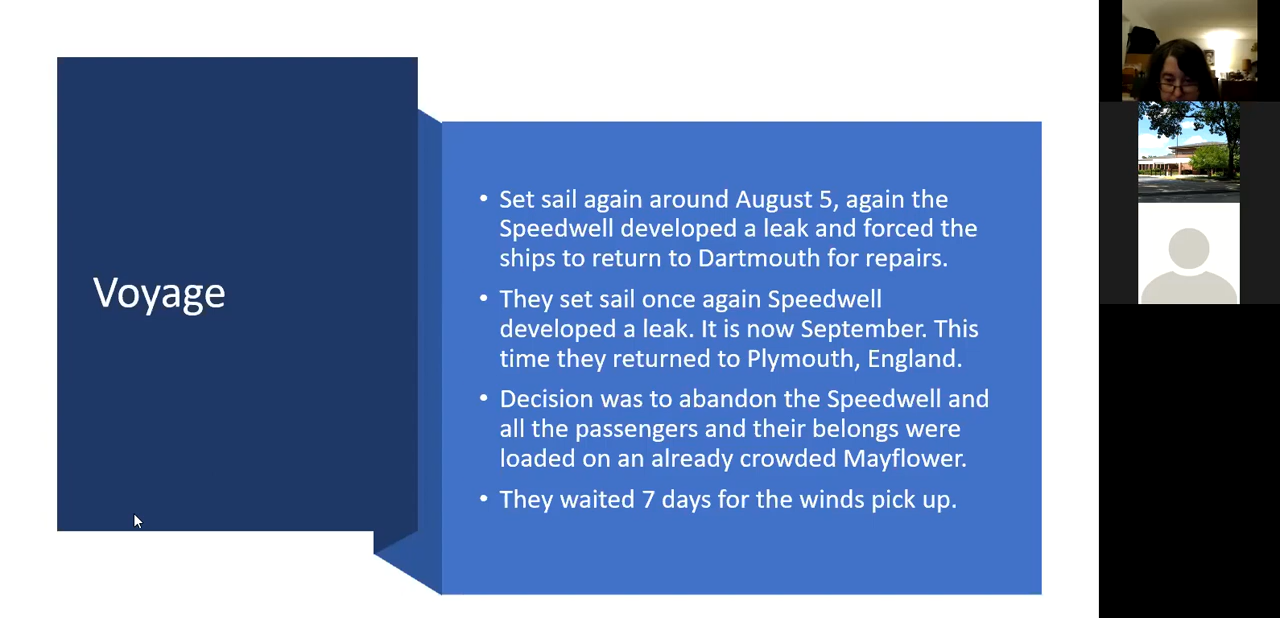 Voyage
• Set sail again around August 5, again the
Speedwell developed a leak and forced the
ships to return to Dartmouth for repairs.
• They set sail once again Speedwell
developed a leak. It is now September. This
time they returned to Plymouth, England.
• Decision was to abandon the Speedwell and
all the passengers and their belongs were
loaded on an already crowded Mayflower.
• They waited 7 days for the winds pick up.